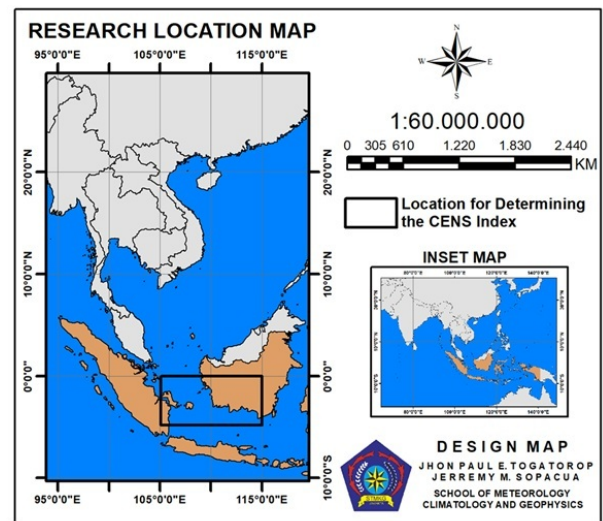 RESEARCH LOCATION MAP
95°0'0"E 105°0'0"E 115°0'0"E
20°0'0"N
10°0'0"N
0°0'0"
10°0'0"S
20°0'0"N
10°0'0"N
0°0'0"
10°0'0"S
95°0'0"E 105°0'0"E 115°0'0"E
N
W E
S
1:60.000.000
0 305 610 1.220 1.830 2.440
KM
Location for Determining
the CENS Index
INSET MAP
STMKG
DESIGN MAP
JHON PAUL E. TOGATOROP
JERREMY M. SOPACUA
SCHOOL OF METEOROLOGY
CLIMATOLOGY AND GEOPHYSICS